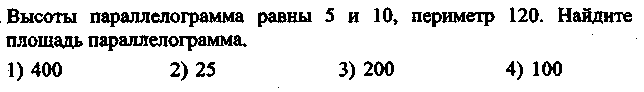 Высоты параллелограмма равны 5 и 10, периметр 120. Найдите
площадь параллелограмма.
1) 400 2) 25 3) 200 4) 100